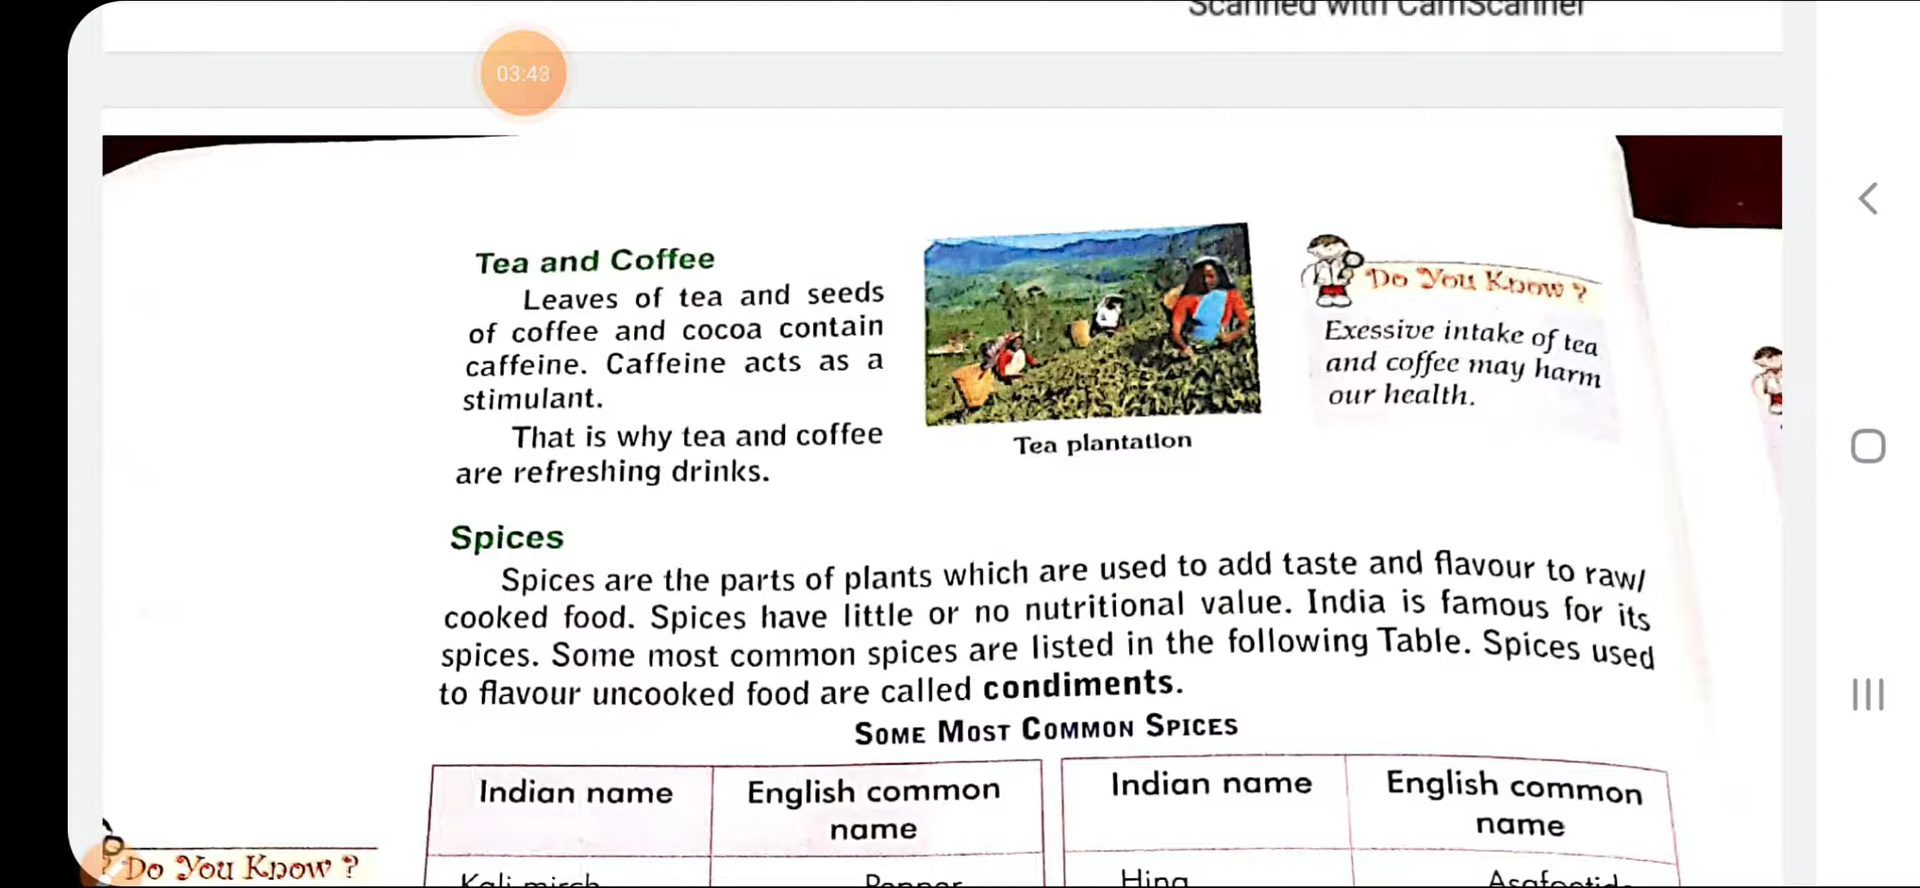 Scanned with CamScanner
03:43
Tea and Coffee
Leaves of tea and seeds
of coffee and cocoa contain
caffeine. Caffeine acts as a
stimulant.
That is why tea and coffee
are refreshing drinks.
Tea plantation
Do You Know ?
Exessive intake of tea
and coffee may harm
our health.
Spices
Spices are the parts of plants which are used to add taste and flavour to raw/
cooked food. Spices have little or no nutritional value. India is famous for its
spices. Some most common spices are listed in the following Table. Spices used
to flavour uncooked food are called condiments.
SOME MOST COMMON SPICES
Indian name
English common
name
Indian name
English common
name
Kali mirch
Pepper
Hing
Do You Know ?